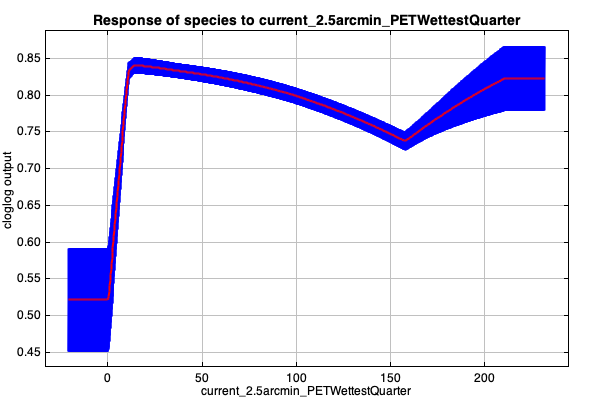 Response of species to current_2.5arcmin_PETWettestQuarter
0.85
0.80
0.75
0.70
0.65
0.60
0.55
0.50
0.45
cloglog output
0 50 100 150 200
current_2.5arcmin_PETWettestQuarter